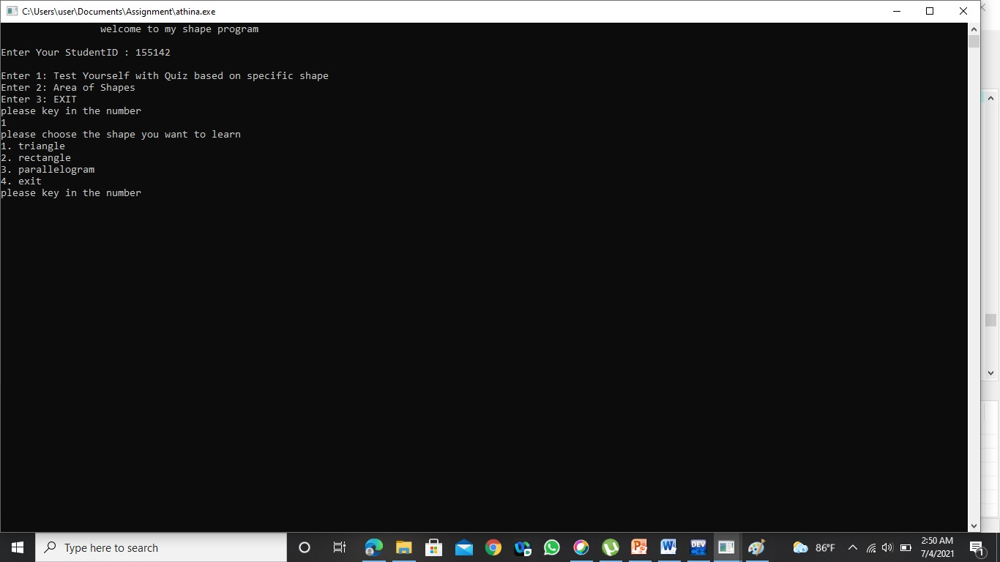 C:\Users\user\Documents\Assignment\athina.exe
welcome to my shape program
Enter Your StudentID : 155142
Enter 1: Test Yourself with Quiz based on specific shape
Enter 2: Area of Shapes
Enter 3: EXIT
please key in the number
1
please choose the shape you want to learn
1. triangle
2. rectangle
3. parallelogram
4. exit
please key in the number
Type here to search
DEV
86°F
2:50 AM
7/4/2021
1